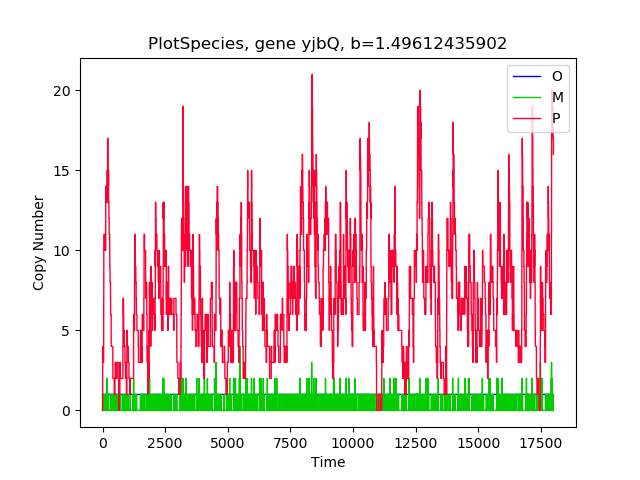 PlotSpecies, gene yjbQ, b=1.49612435902
O
M
P
20
15
10
5
0
Copy Number
0 2500 5000 7500 10000 12500 15000 17500
Time